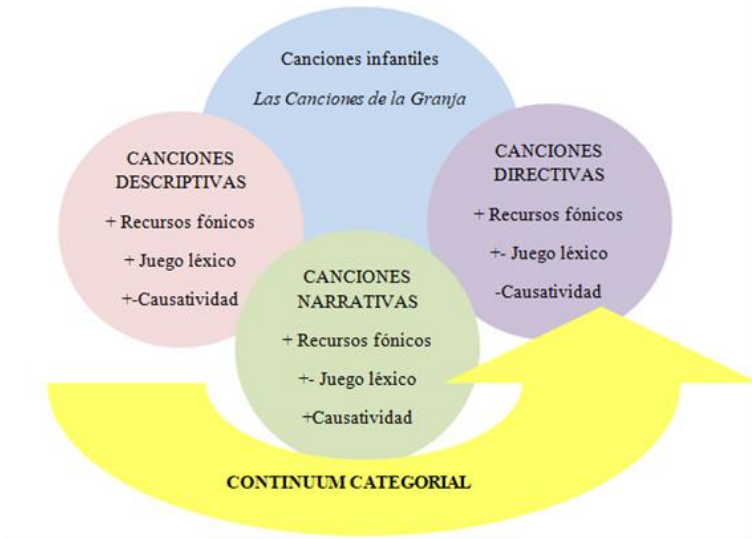 Canciones infantiles
Las Canciones de la Granja
CANCIONES
DESCRIPTIVAS
+ Recursos fónicos
+ Juego léxico
+-Causatividad
CANCIONES
NARRATIVAS
+ Recursos fónicos
+- Juego léxico
+Causatividad
CANCIONES
DIRECTIVAS
+ Recursos fónicos
+- Juego léxico
-Causatividad
CONTINUUM CATEGORIAL